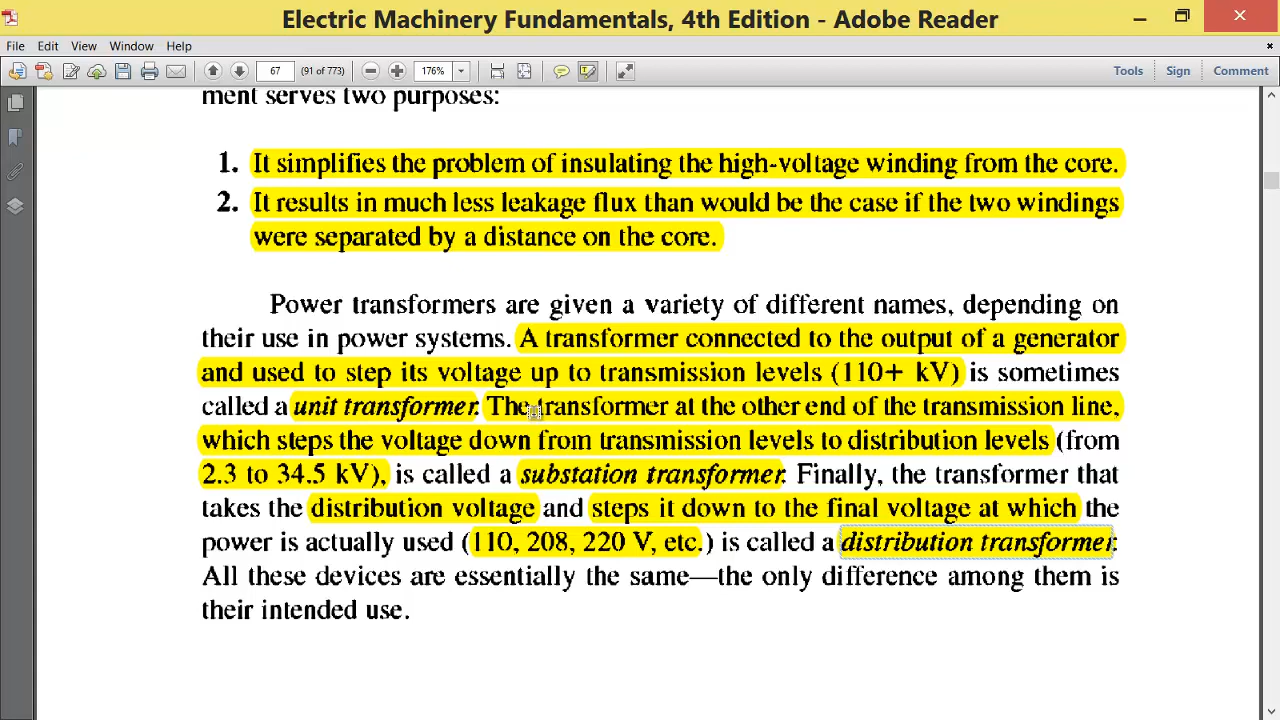 Electric Machinery Fundamentals, 4th Edition - Adobe Reader
File Edit View Window Help
67 (91 of 773) 176% Tools Sign Comment
ment serves two purposes:
1. It simplifies the problem of insulating the high-voltage winding from the core.
2. It results in much less leakage flux than would be the case if the two windings
were separated by a distance on the core.
Power transformers are given a variety of different names, depending on
their use in power systems. A transformer connected to the output of a generator
and used to step its voltage up to transmission levels (110+ kV) is sometimes
called a unit transformer. The transformer at the other end of the transmission line,
which steps the voltage down from transmission levels to distribution levels (from
2.3 to 34.5 kV), is called a substation transformer. Finally, the transformer that
takes the distribution voltage and steps it down to the final voltage at which the
power is actually used (110, 208, 220 V, etc.) is called a distribution transformer.
All these devices are essentially the same—the only difference among them is
their intended use.